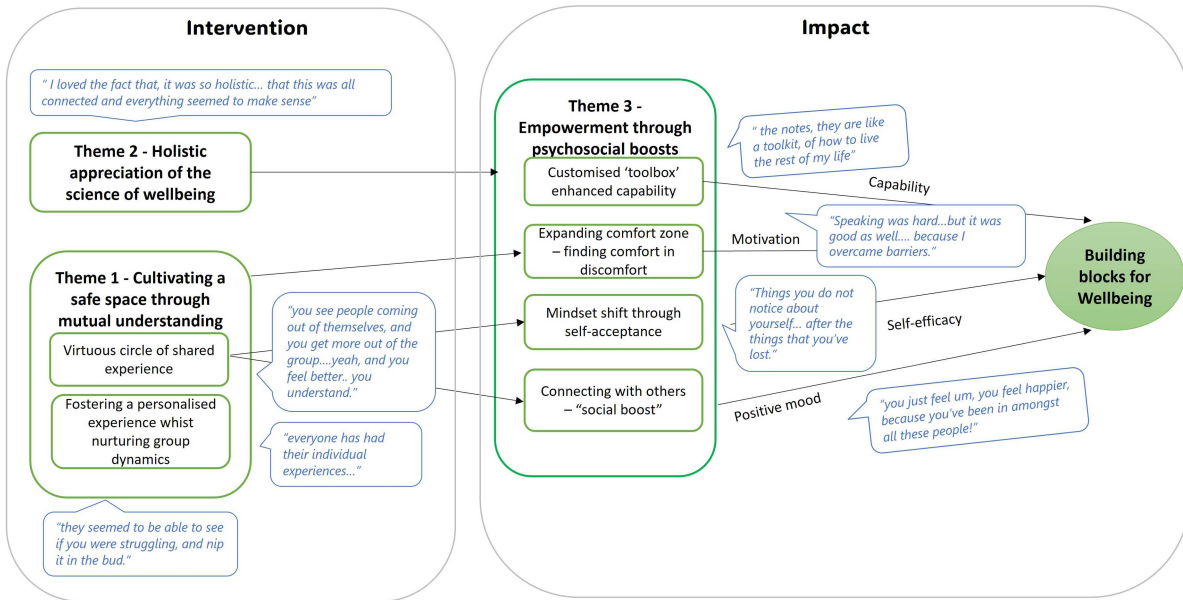 Intervention
" I loved the fact that, it was so holistic... that this was all
connected and everything seemed to make sense"
Theme 2 - Holistic
appreciation of the
science of wellbeing
Theme 1 - Cultivating a
safe space through
mutual understanding
Virtuous circle of shared
experience
Fostering a personalised
experience whist
nurturing group
dynamics
"you see people coming
out of themselves, and
you get more out of the
group....yeah, and you
feel better.. you
understand."
"everyone has had
their individual
experiences..."
"they seemed to be able to see
if you were struggling, and nip
it in the bud."
Impact
Theme 3 -
Empowerment through
psychosocial boosts
Customised 'toolbox'
enhanced capability
Expanding comfort zone
– finding comfort in
discomfort
Mindset shift through
self-acceptance
Connecting with others
– "social boost"
" the notes, they are like
a toolkit, of how to live
the rest of my life"
Capability
"Speaking was hard...but it was
good as well.... because I
overcame barriers."
Motivation
"Things you do not
notice about
yourself... after the
things that you've
lost."
Self-efficacy
Positive mood
"you just feel um, you feel happier,
because you've been in amongst
all these people!"
Building
blocks for
Wellbeing